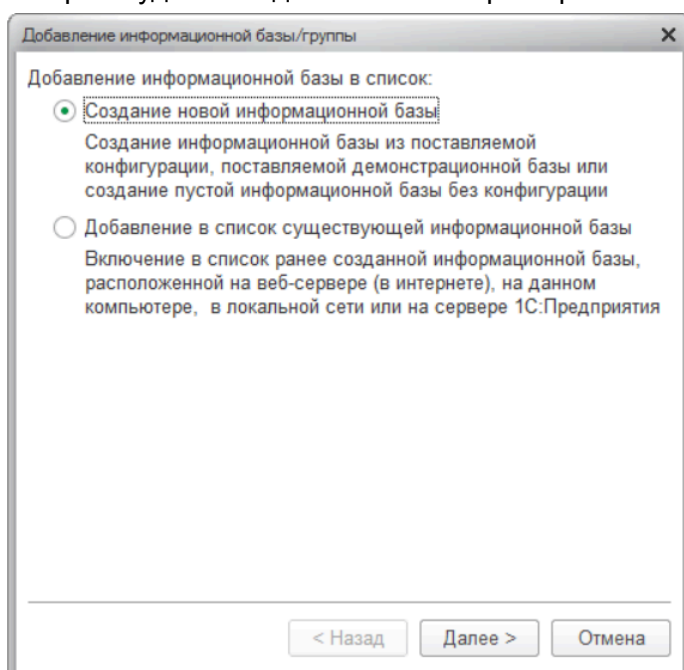 Добавление информационной базы/группы
Добавление информационной базы в список:
Создание новой информационной базы
Создание информационной базы из поставляемой
конфигурации, поставляемой демонстрационной базы или
создание пустой информационной базы без конфигурации
Добавление в список существующей информационной базы
Включение в список ранее созданной информационной базы,
расположенной на веб-сервере (в интернете), на данном
компьютере, в локальной сети или на сервере 1С:Предприятия
< Назад Далее > Отмена